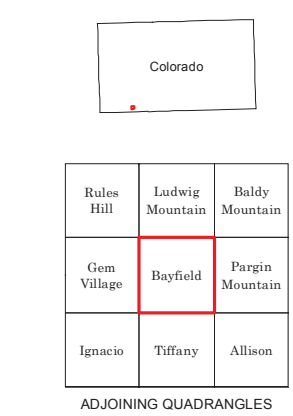 Colorado
Rules
Hill
Ludwig
Mountain
Baldy
Mountain
Gem
Village
Bayfield
Pargin
Mountain
Ignacio
Tiffany
Allison
ADJOINING QUADRANGLES